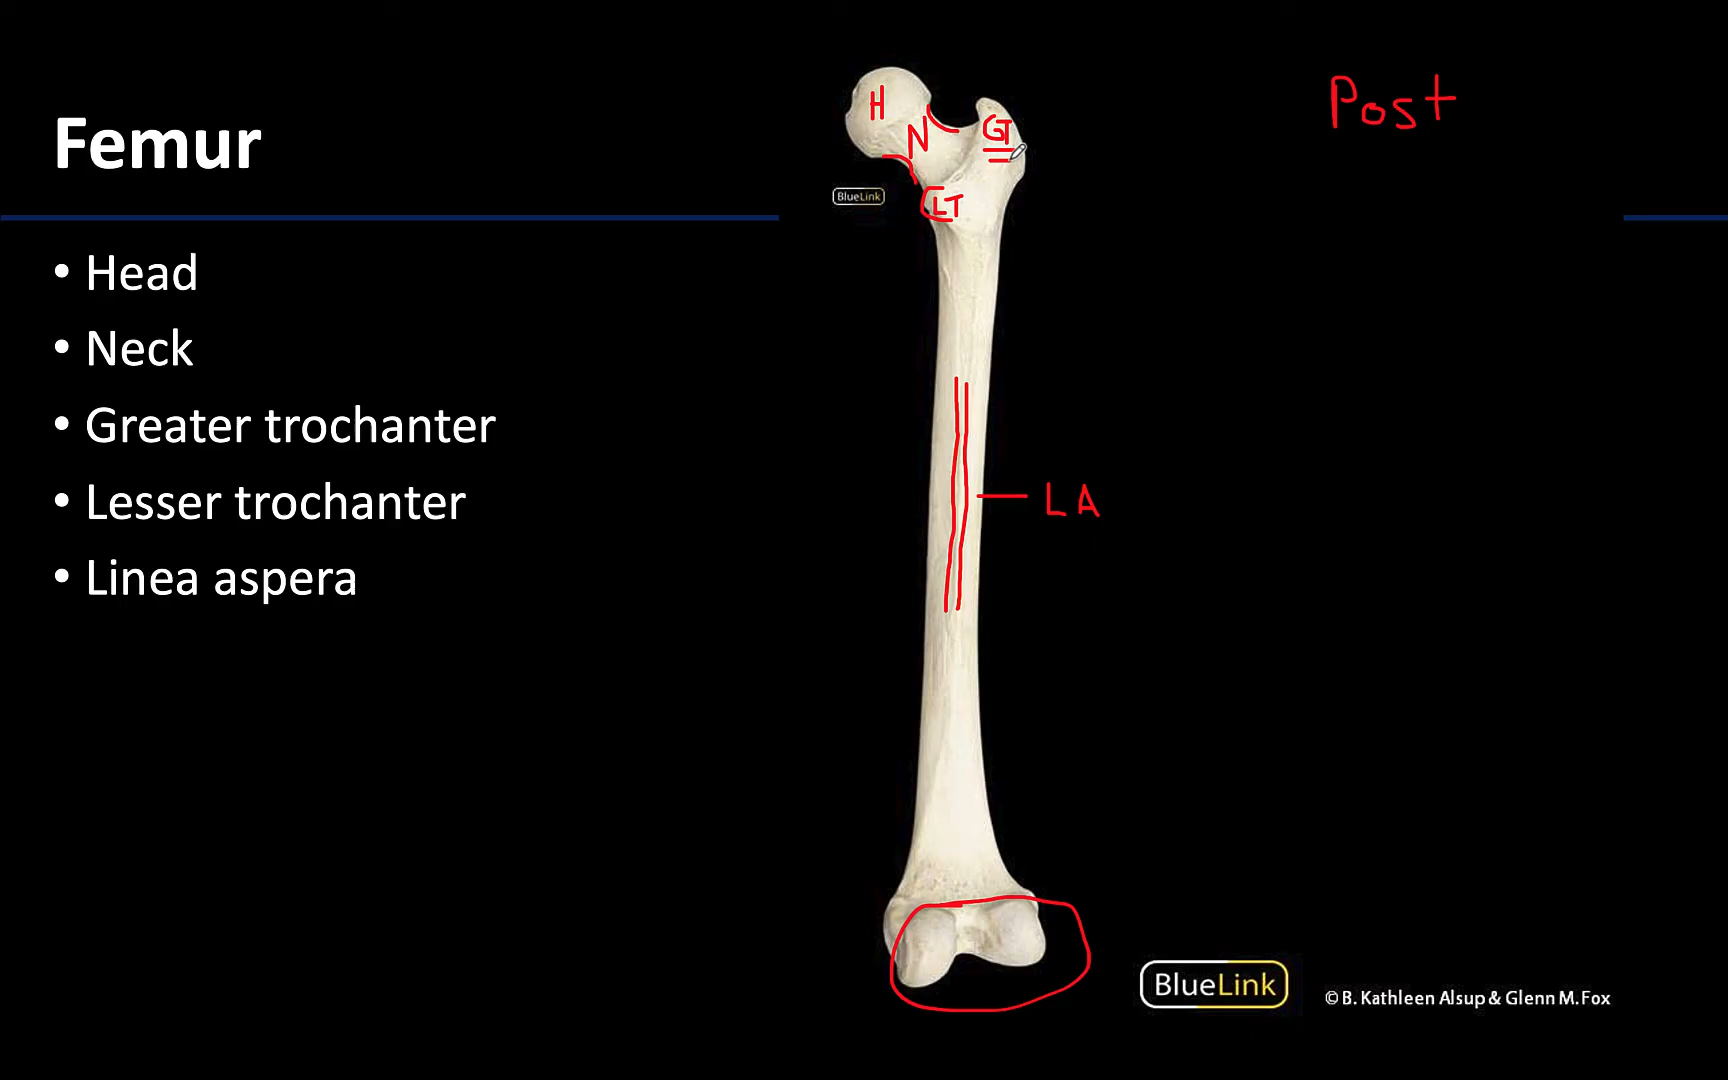 Femur
• Head
• Neck
• Greater trochanter
• Lesser trochanter
• Linea aspera
Post
H
N
GT
BlueLink
LT
LA
BlueLink
© B. Kathleen Alsup & Glenn M. Fox